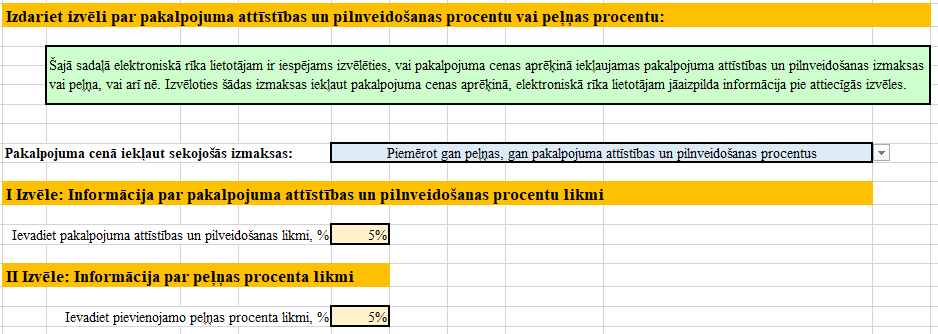 Izdariet izvēli par pakalpojuma attīstības un pilnveidošanas procentu vai peļņas procentu:
Šajā sadaļā elektroniskā rīka lietotājam ir iespējams izvēlēties, vai pakalpojuma cenas aprēķinā iekļaujamas pakalpojuma attīstības un pilnveidošanas izmaksas
vai peļņa, vai arī nē. Izvēloties šādas izmaksas iekļaut pakalpojuma cenas aprēķinā, elektroniskā rīka lietotājam jāaizpilda informācija pie attiecīgās izvēles.
Pakalpojuma cenā iekļaut sekojošās izmaksas: Piemērot gan peļņas, gan pakalpojuma attīstības un pilnveidošanas procentus
I Izvēle: Informācija par pakalpojuma attīstības un pilnveidošanas procentu likmi
Ievadiet pakalpojuma attīstības un pilveidošanas likmi, % 5%
II Izvēle: Informācija par peļņas procenta likmi
Ievadiet pievienojamo peļņas procenta likmi, % 5%